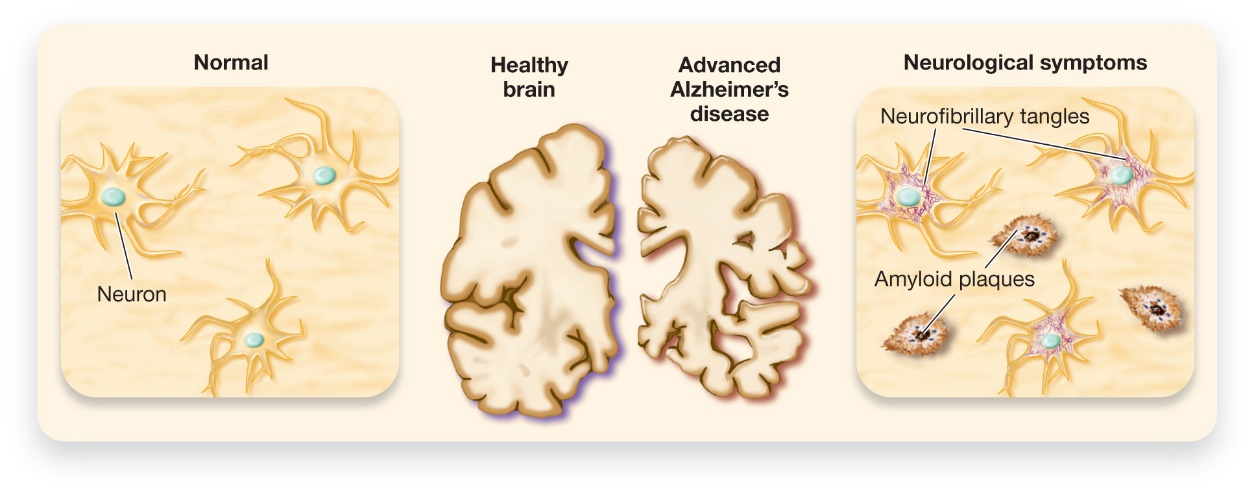 Normal
Neuron
Healthy
brain
Advanced
Alzheimer's
disease
Neurological symptoms
Neurofibrillary tangles
Amyloid plaques